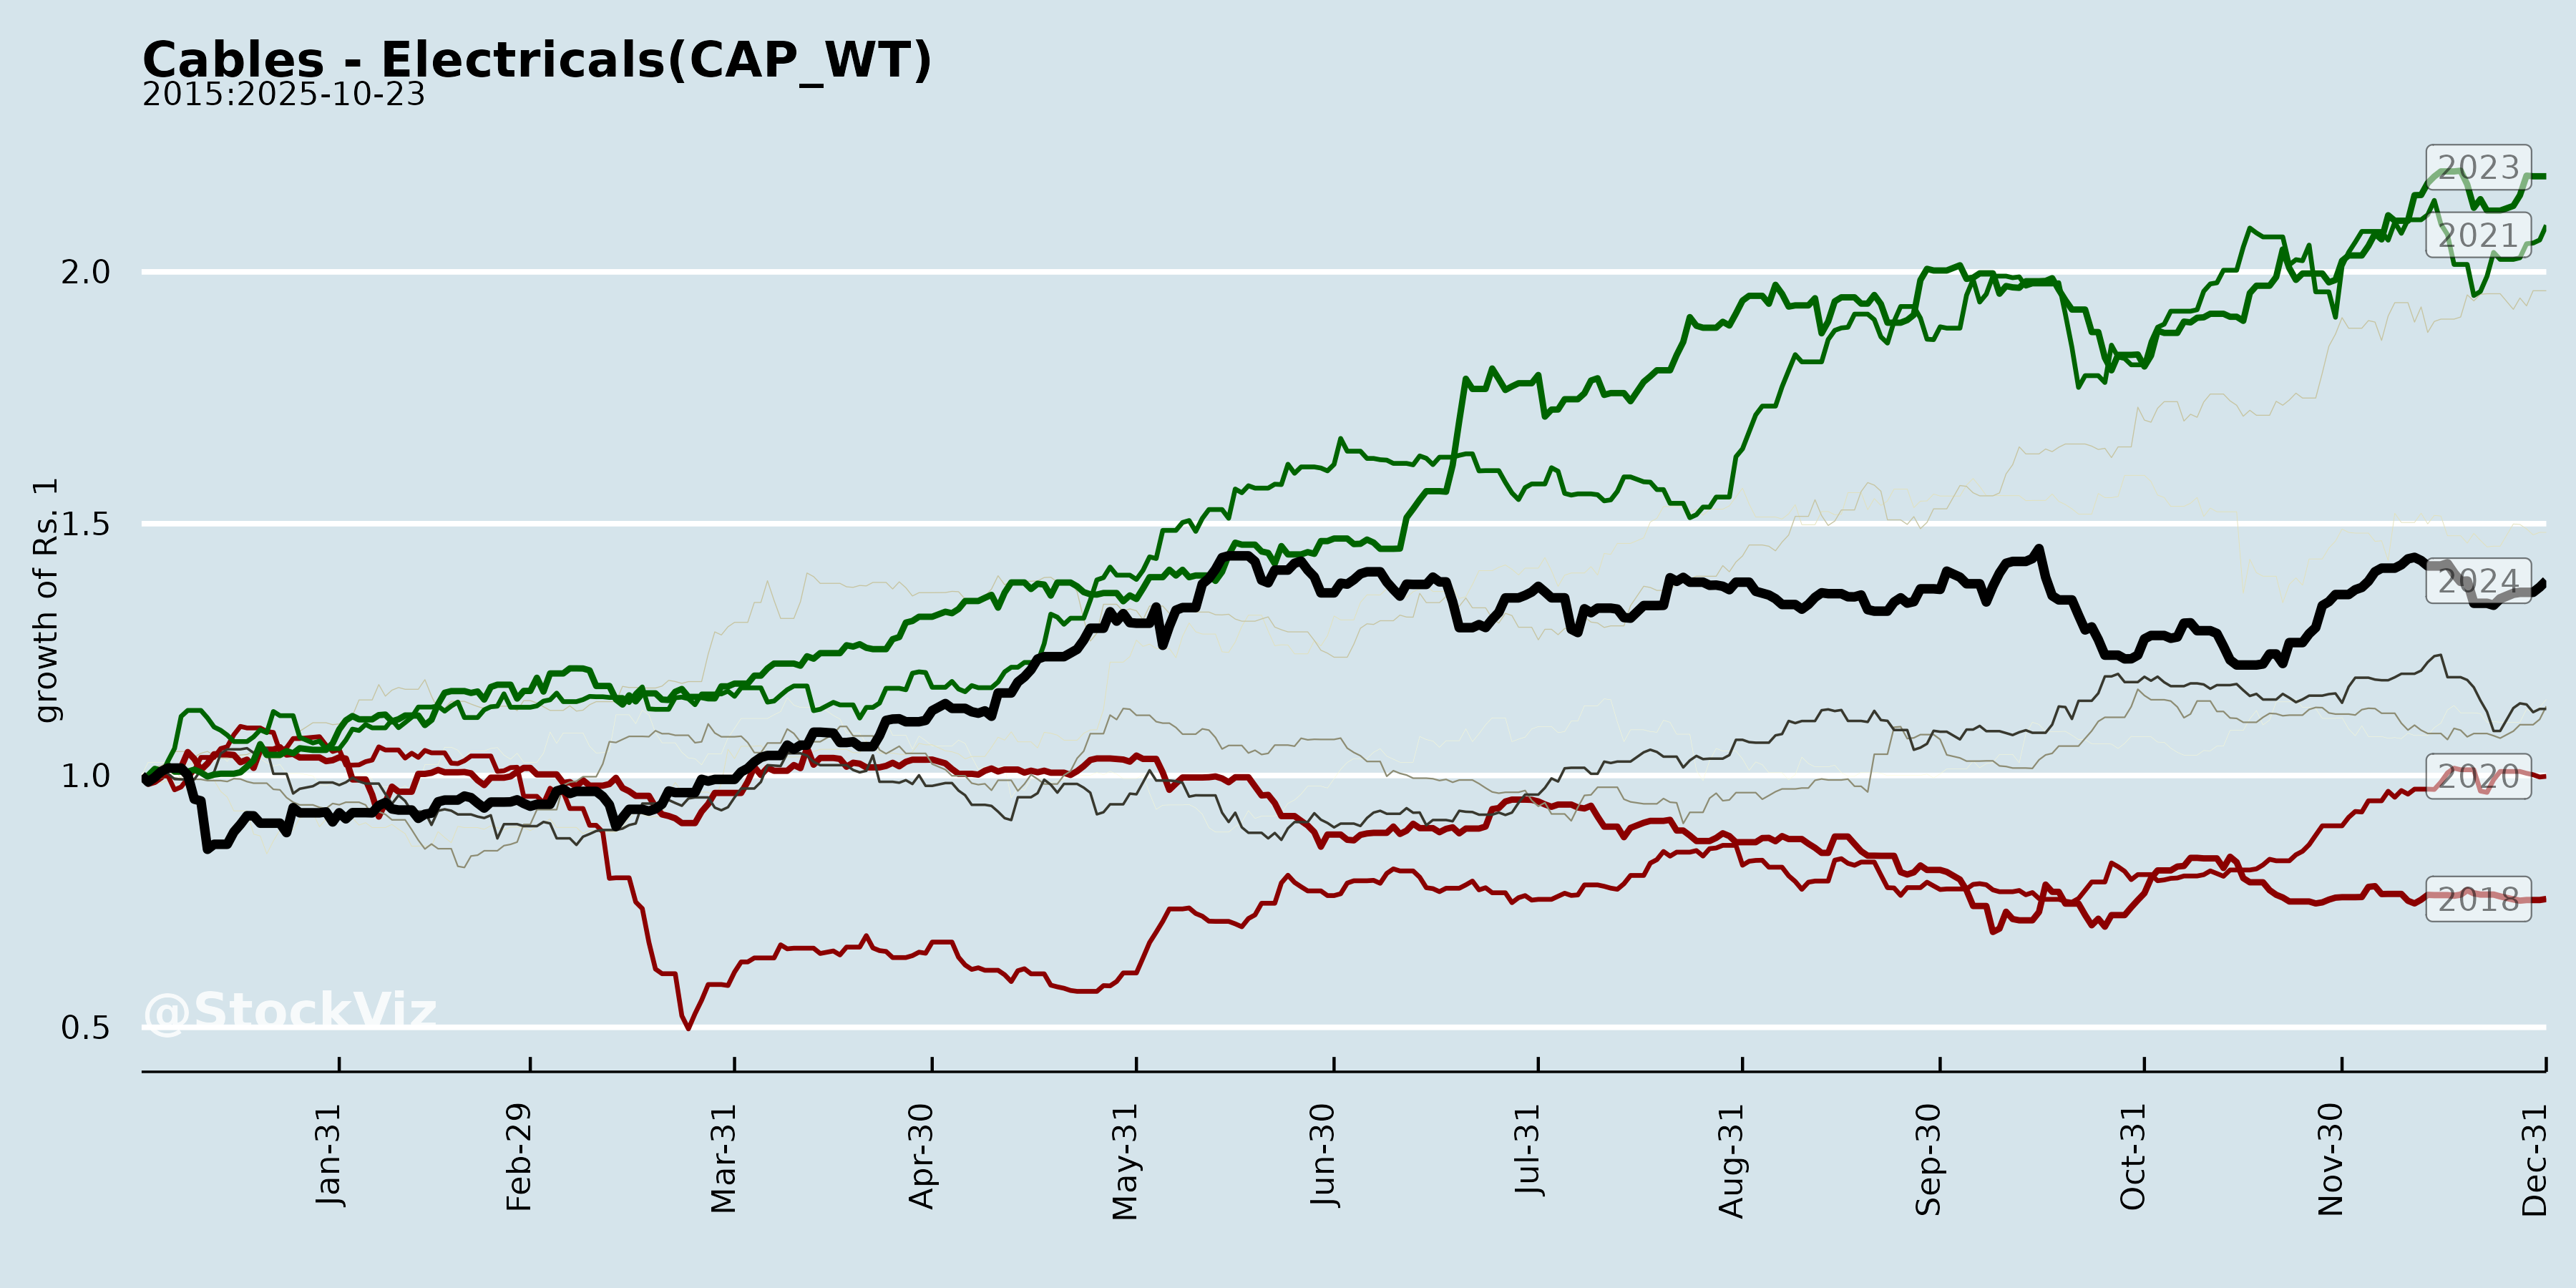 Cables - Electricals(CAP_WT)
2015:2025-10-23
growth of Rs. 1
2.0
1.5
1.0
0.5
2023
2021
2024
2020
2018
@StockViz
Jan-31
Feb-29
Mar-31
Apr-30
May-31
Jun-30
Jul-31
Aug-31
Sep-30
Oct-31
Nov-30
Dec-31